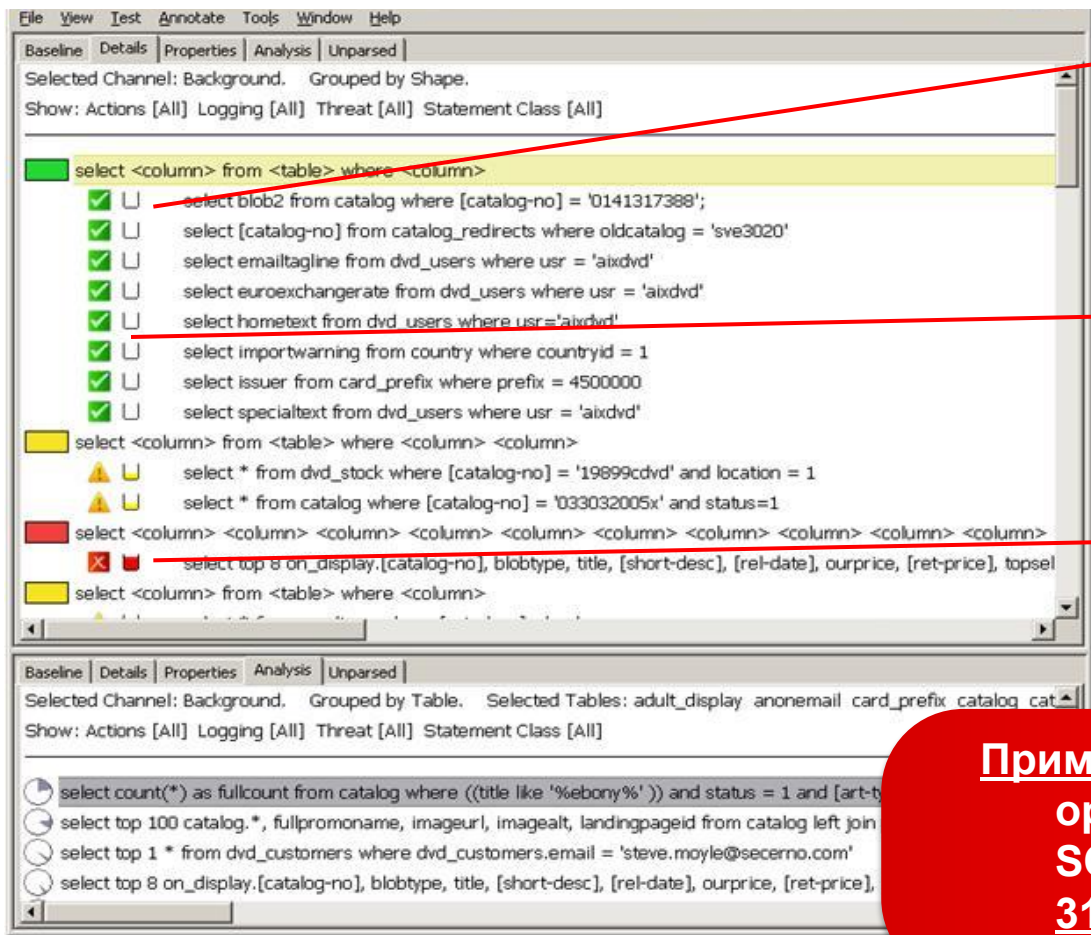 File View Test Annotate Tools Window Help
Baseline Details Properties Analysis Unparsed
Selected Channel: Background. Grouped by Shape.
Show: Actions [All] Logging [All] Threat [All] Statement Class [All]
select <column> from <table> where <column>
select blob2 from catalog where [catalog-no] = '0141317388';
select [catalog-no] from catalog_redirects where oldcatalog = 'sve3020'
select emailtagline from dvd_users where usr = 'aixdvd'
select euroexchangerate from dvd_users where usr = 'aixdvd'
select hometext from dvd_users where usr='aixdvd'
select importwarning from country where countryid = 1
select issuer from card_prefix where prefix = 4500000
select specialtext from dvd_users where usr = 'aixdvd'
select <column> from <table> where <column> <column>
select * from dvd_stock where [catalog-no] = '19899cdvd' and location = 1
select * from catalog where [catalog-no] = '033032005x' and status=1
select <column> <column> <column> <column> <column> <column> <column> <column> <column>
select top 8 on_display.[catalog-no], blobtype, title, [short-desc], [rel-date], ourprice, [ret-price], topsel
select <column> from <table> where <column>
Baseline Details Properties Analysis Unparsed
Selected Channel: Background. Grouped by Table. Selected Tables: adult_display anonemail card_prefix catalog cat
Show: Actions [All] Logging [All] Threat [All] Statement Class [All]
select count(*) as fullcount from catalog where ((title like '%ebony%' )) and status = 1 and [art-ty
select top 100 catalog.*, fullpromoname, imageurl, imagealt, landingpageid from catalog left join
select top 1 * from dvd_customers where dvd_customers.email = 'steve.moyle@secerno.com'
select top 8 on_display.[catalog-no], blobtype, title, [short-desc], [rel-date], ourprice, [ret-price],
Прим
ор
31